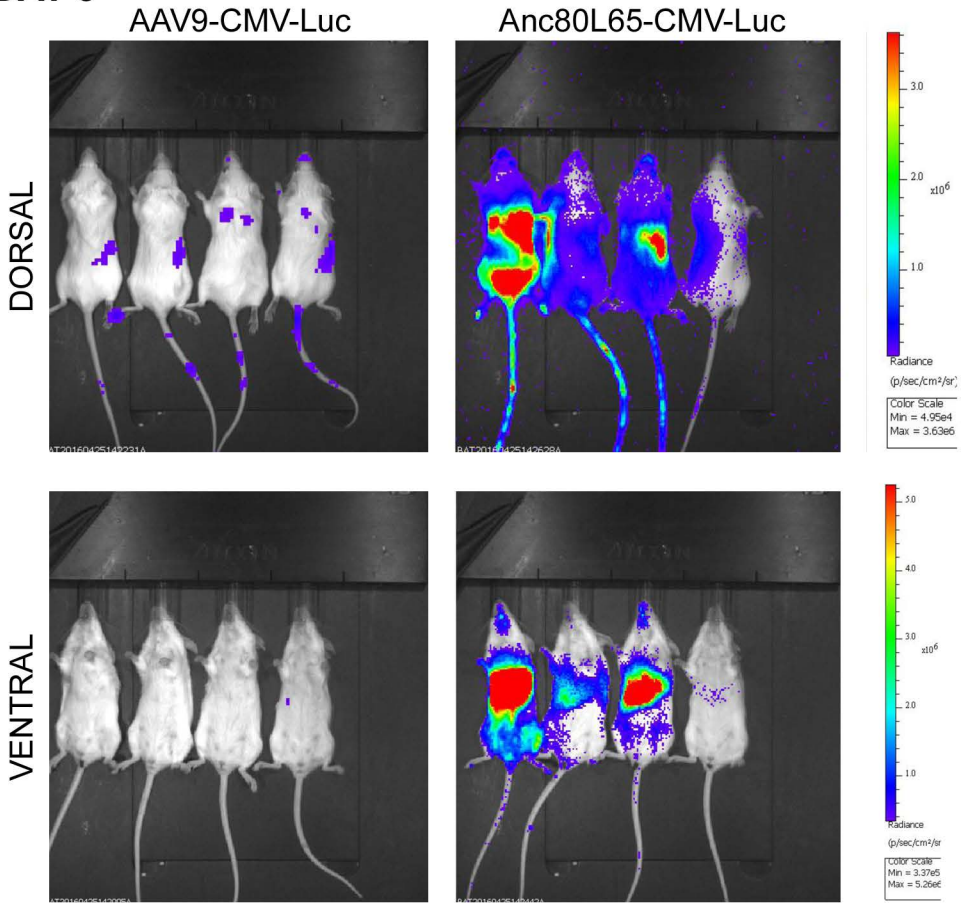 AAV9-CMV-Luc
Anc80L65-CMV-Luc
DORSAL
3.0
2.0
x10⁶
1.0
Radiance
(p/sec/cm²/sr)
Color Scale
Min = 4.95e4
Max = 3.63e6
BAT20160425142628A
VENTRAL
5.0
4.0
3.0
x10⁶
2.0
1.0
Radiance
(p/sec/cm²/sr
Color Scale
Min = 3.37e5
Max = 5.26e6